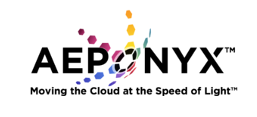 AEPONYX™
Moving the Cloud at the Speed of Light™